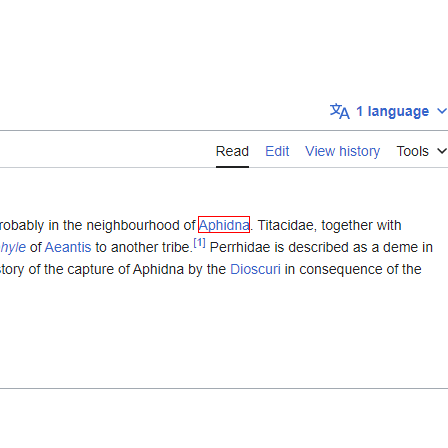 1 language
Read Edit View history Tools
robably in the neighbourhood of Aphidna. Titacidae, together with
hyle of Aeantis to another tribe.[1] Perrhidae is described as a deme in
tory of the capture of Aphidna by the Dioscuri in consequence of the